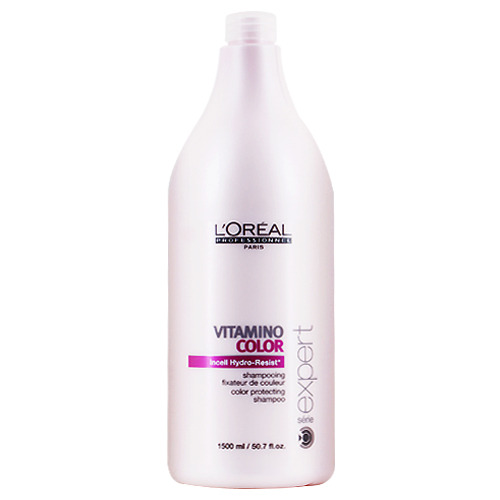 L'ORÉAL
PROFESSIONNEL
PARIS
VITAMINO
COLOR
incell Hydro-Resist*
shampooing
fixateur de couleur
color protecting
shampoo
1500 ml / 50.7 fl.oz.
série expert